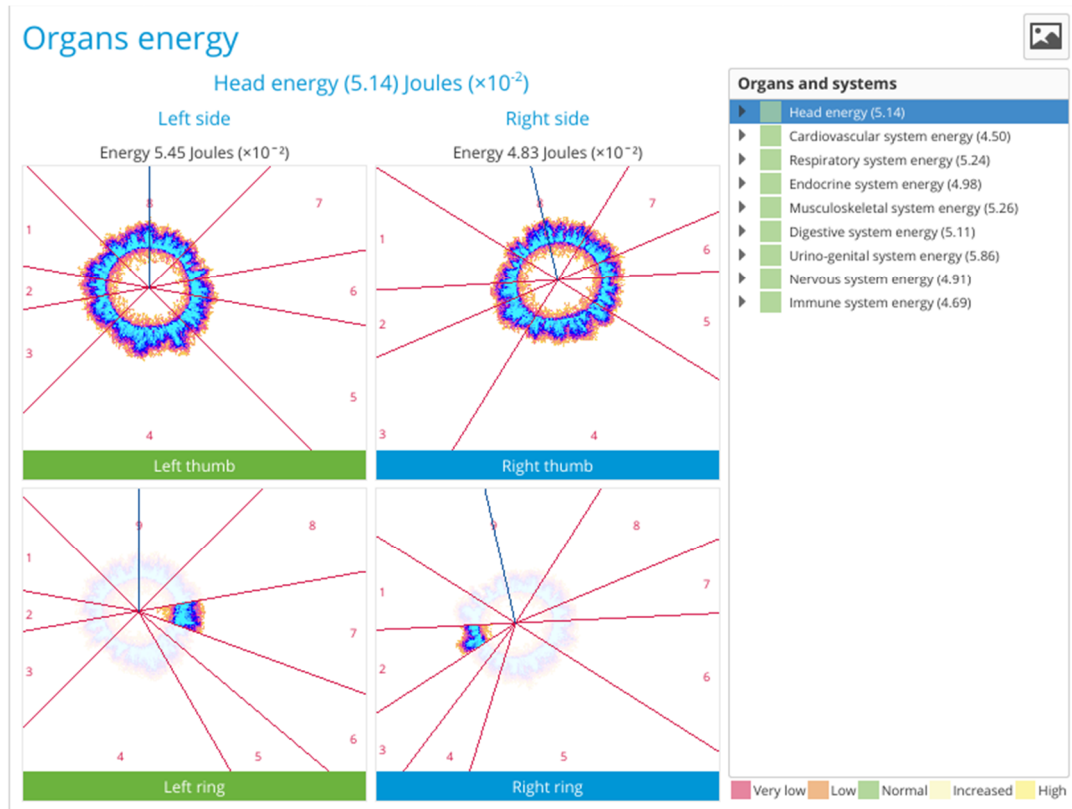 Organs energy
Head energy (5.14) Joules (×10⁻²)
Left side
Right side
Energy 5.45 Joules (×10⁻²)
Energy 4.83 Joules (×10⁻²)
8
7
1
2
6
3
5
4
Left thumb
8
7
1
6
2
5
3
4
Right thumb
9
8
1
2
7
3
6
4
5
Left ring
9
8
7
1
2
6
3
4
5
Right ring
Organs and systems
Head energy (5.14)
Cardiovascular system energy (4.50)
Respiratory system energy (5.24)
Endocrine system energy (4.98)
Musculoskeletal system energy (5.26)
Digestive system energy (5.11)
Urino-genital system energy (5.86)
Nervous system energy (4.91)
Immune system energy (4.69)
Very low Low Normal Increased High